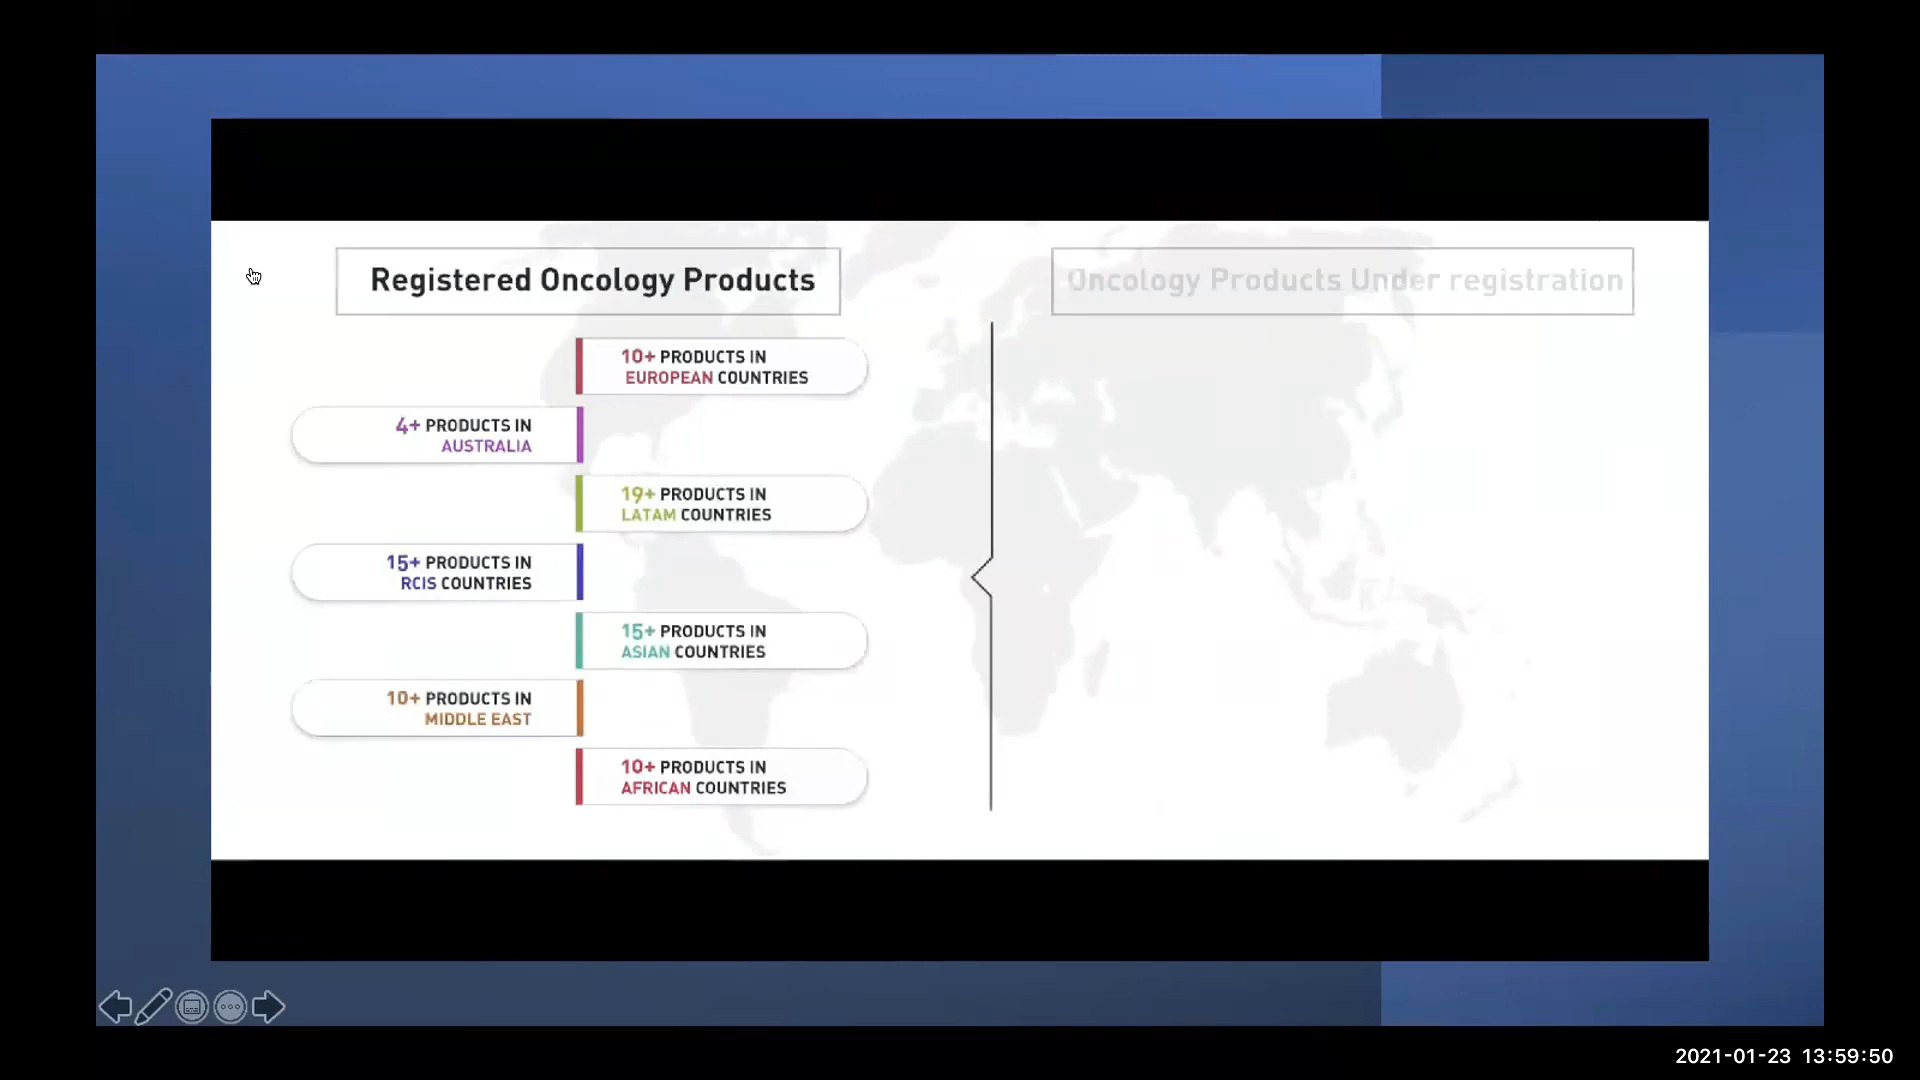 Registered Oncology Products
Oncology Products Under registration
10+ PRODUCTS IN
EUROPEAN COUNTRIES
4+ PRODUCTS IN
AUSTRALIA
19+ PRODUCTS IN
LATAM COUNTRIES
15+ PRODUCTS IN
RCIS COUNTRIES
15+ PRODUCTS IN
ASIAN COUNTRIES
10+ PRODUCTS IN
MIDDLE EAST
10+ PRODUCTS IN
AFRICAN COUNTRIES
2021-01-23 13:59:50